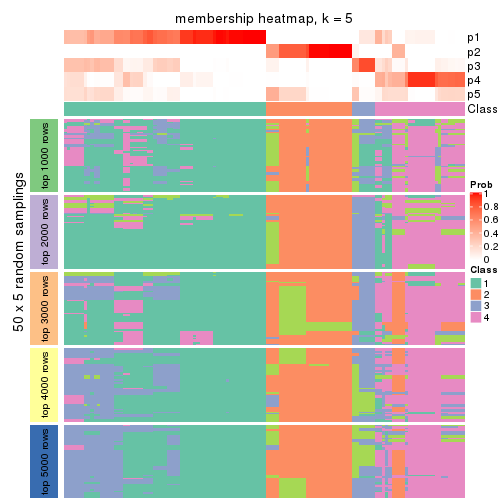 membership heatmap, k = 5
p1
p2
p3
p4
p5
Class
50 x 5 random samplings
top 1000 rows
top 2000 rows
top 3000 rows
top 4000 rows
top 5000 rows
Prob
1
0.8
0.6
0.4
0.2
0
Class
1
2
3
4